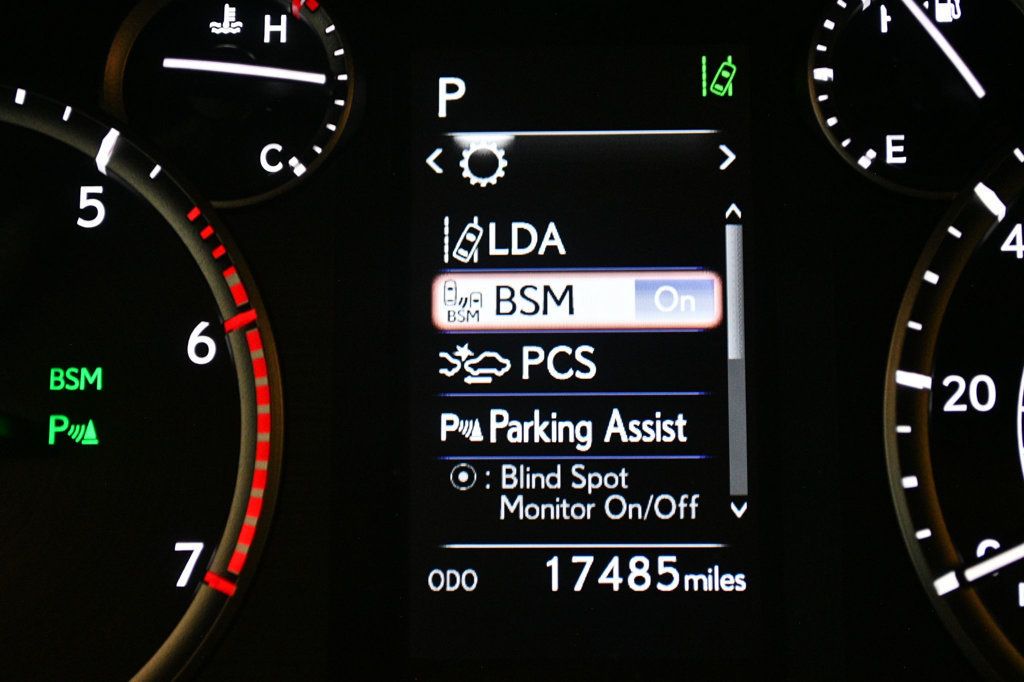 H
C
P
E
5
6
7
BSM
P
LDA
BSM
BSM On
PCS
P Parking Assist
: Blind Spot
Monitor On/Off
ODO 17485 miles
4
20